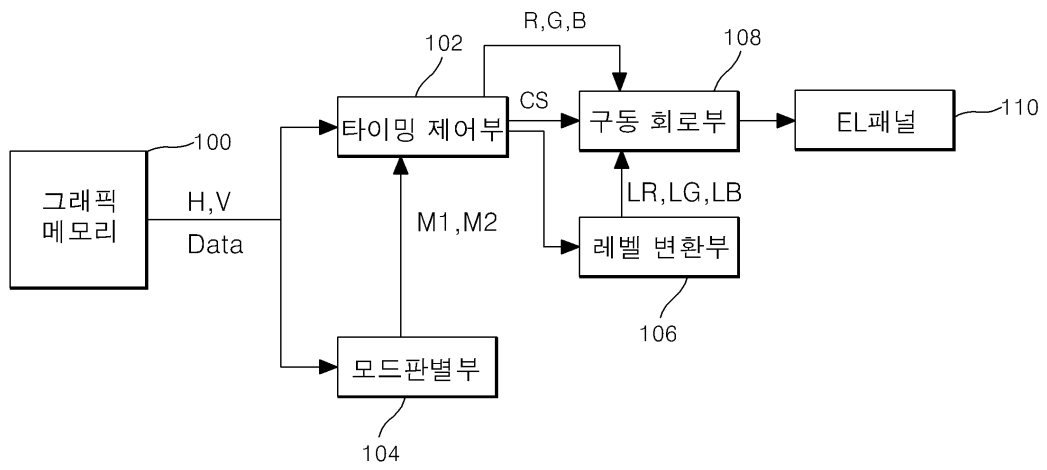 R,G,B
102
108
CS
타이밍 제어부
구동 회로부
EL패널
110
100
그래픽
메모리
H,V
Data
M1,M2
LR,LG,LB
레벨 변환부
106
모드판별부
104